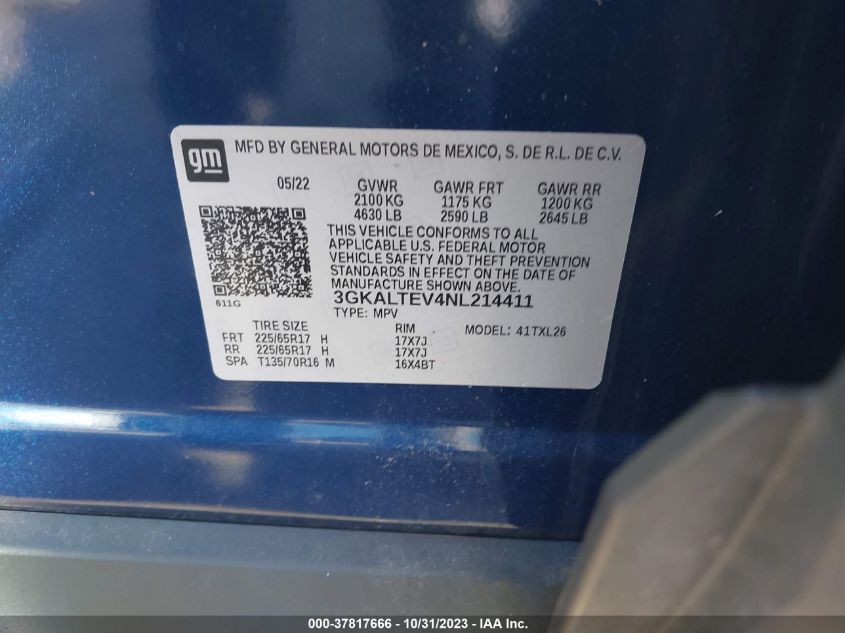 gm MFD BY GENERAL MOTORS DE MEXICO, S. DE R.L. DE C.V.
05/22 GVWR GAWR FRT GAWR RR
2100 KG 1175 KG 1200 KG
4630 LB 2590 LB 2645 LB
THIS VEHICLE CONFORMS TO ALL
APPLICABLE U.S. FEDERAL MOTOR
VEHICLE SAFETY AND THEFT PREVENTION
STANDARDS IN EFFECT ON THE DATE OF
MANUFACTURE SHOWN ABOVE.
611G 3GKALTEV4NL214411
TYPE: MPV
TIRE SIZE RIM MODEL: 41TXL26
FRT 225/65R17 H 17X7J
RR 225/65R17 H 17X7J
SPA T135/70R16 M 16X4BT
000-37817666 - 10/31/2023 - IAA Inc.